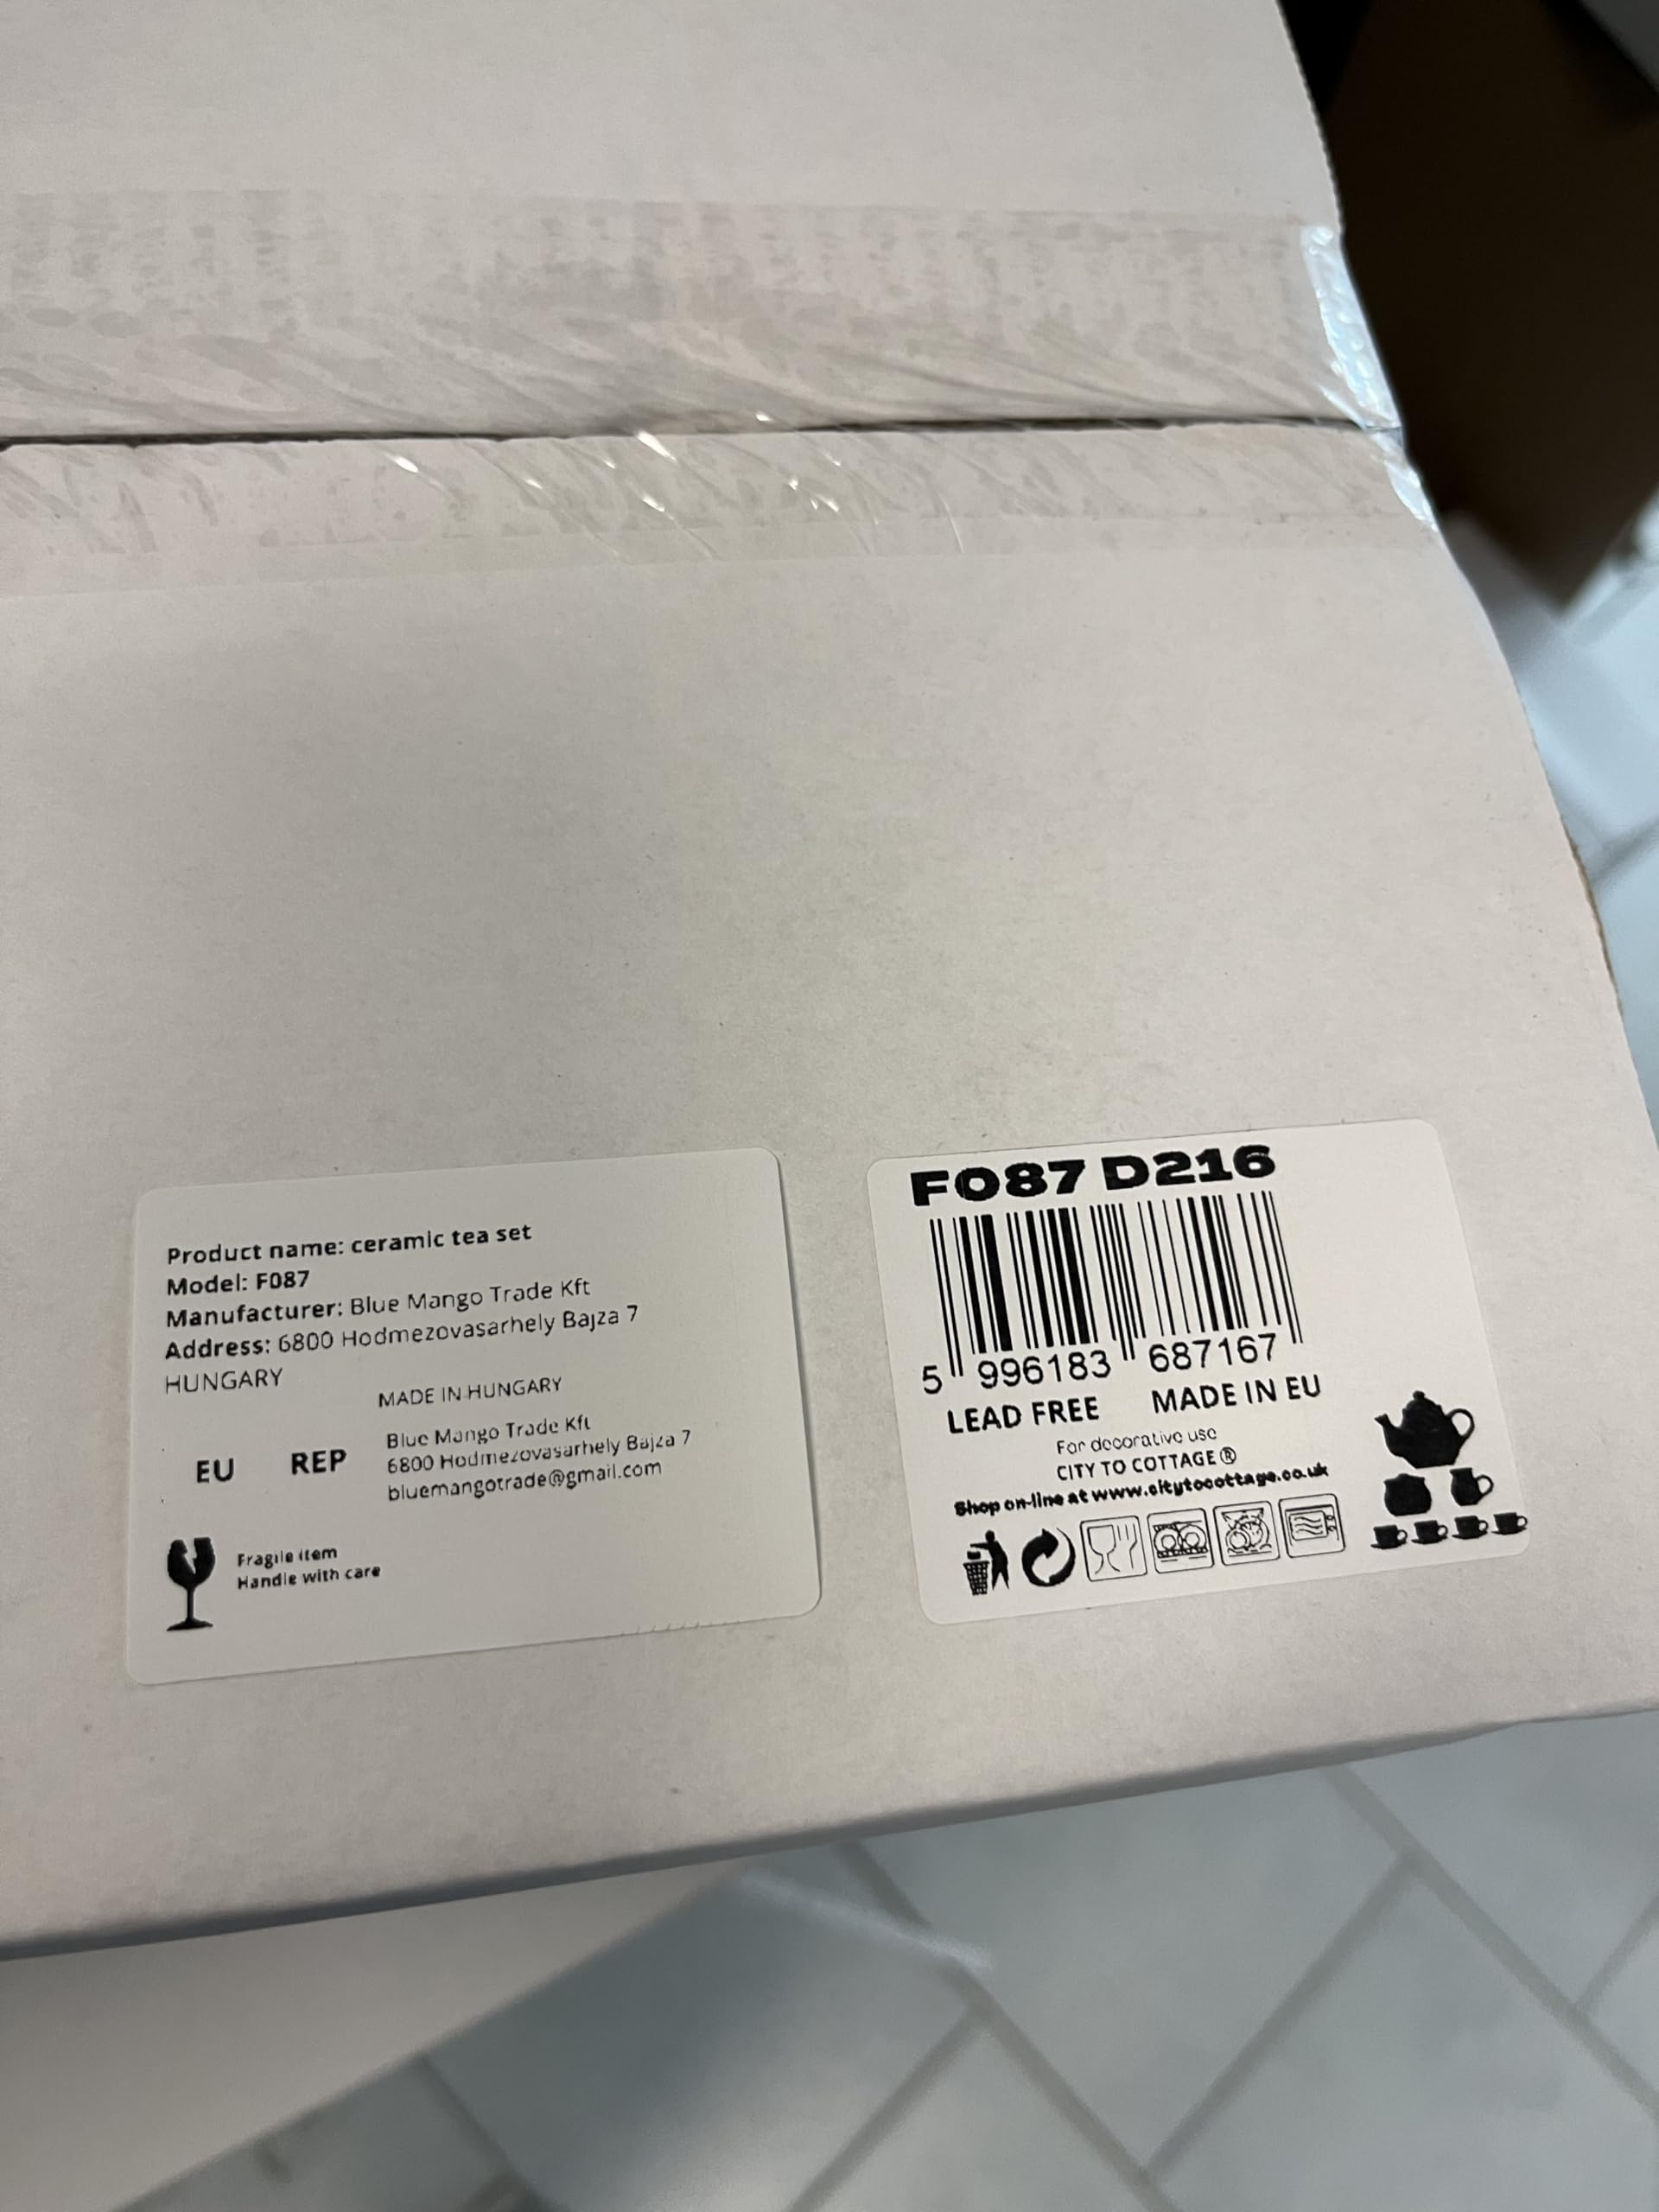 Product name: ceramic tea set
Model: F087
Manufacturer: Blue Mango Trade Kft
Address: 6800 Hodmezovasarhely Bajza 7
HUNGARY
MADE IN HUNGARY
EU REP
Blue Mango Trade Kft
6800 Hodmezovasarhely Bajza 7
bluemangotrade@gmail.com
Fragile item
Handle with care
F087 D216
5 996183 687167
LEAD FREE MADE IN EU
For decorative use
CITY TO COTTAGE®
Shop on-line at www.citytocottage.co.uk